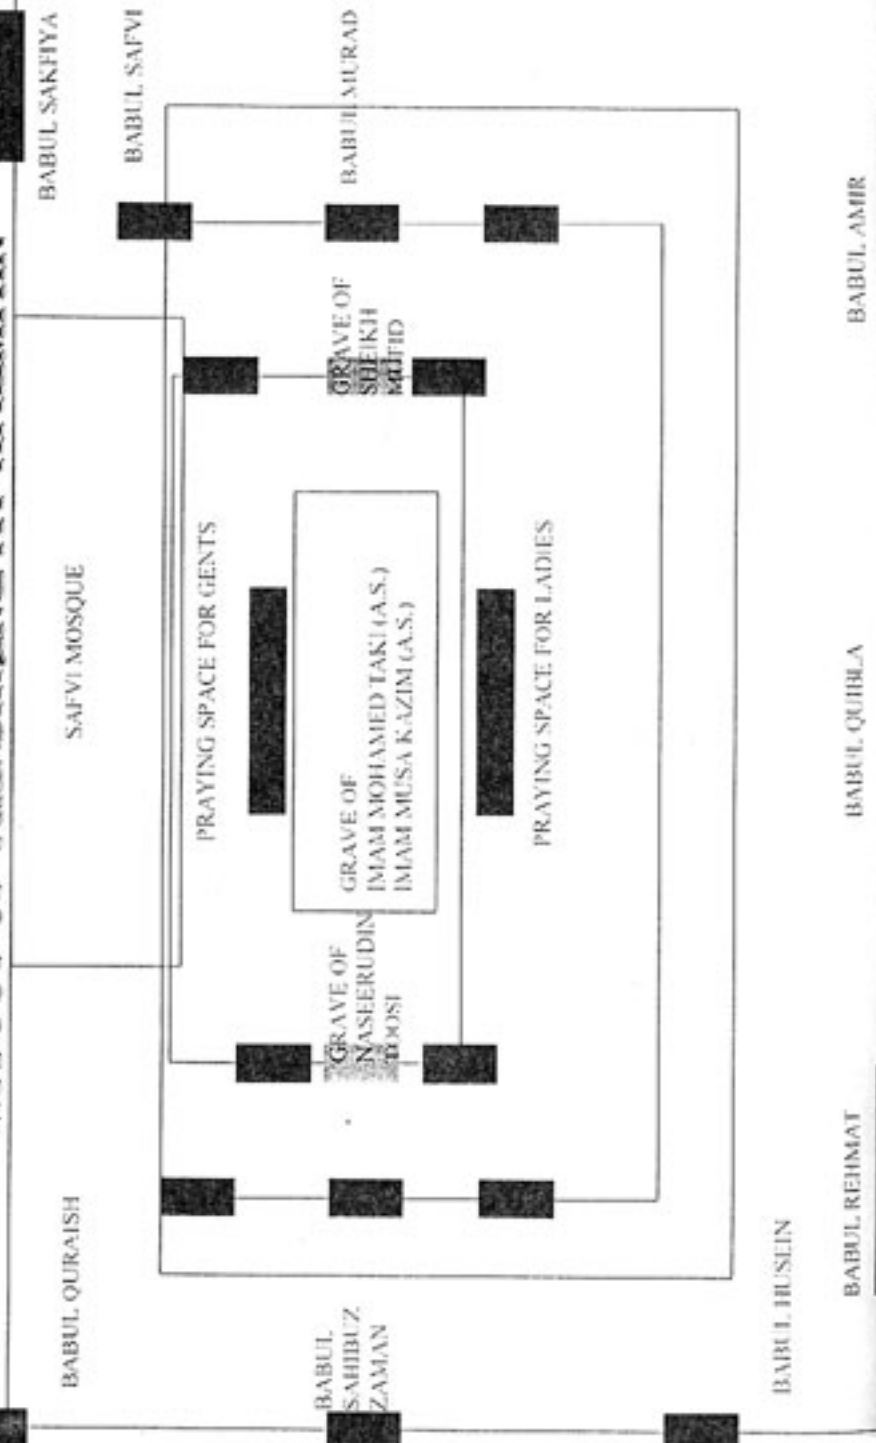 BABUL SAKFIYA
BABUL SAFVI
BABUL MURAD
BABUL AMIR
GRAVE OF
SHEIKH
MUFID
SAFVI MOSQUE
PRAYING SPACE FOR GENTS
GRAVE OF
IMAM MOHAMED TAKI (A.S.)
IMAM MUSA KAZIM (A.S.)
PRAYING SPACE FOR LADIES
BABUL QUIBLA
GRAVE OF
NASEERUDIN
TOOSI
BABUL QURAISH
BABUL
SAHIBUZ
ZAMAN
BABUL HUSEIN
BABUL REHMAT